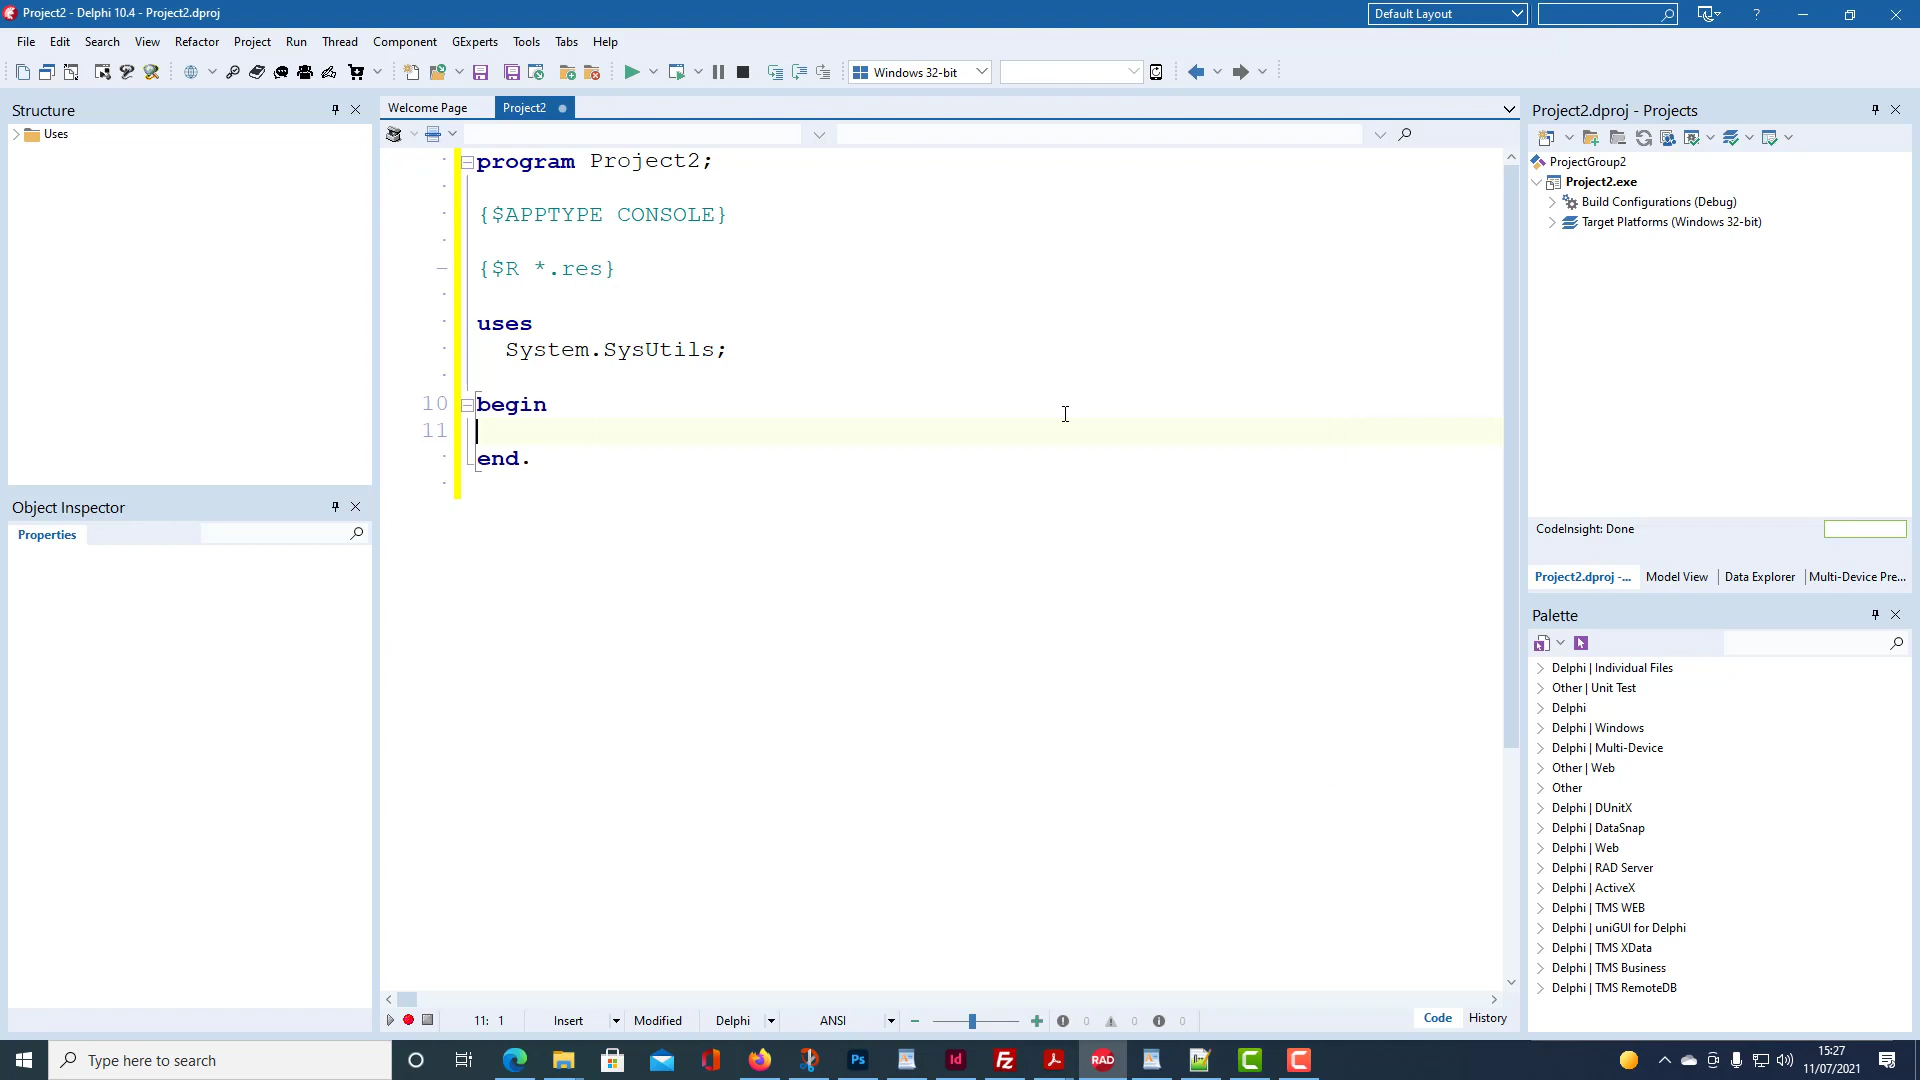 Project2 - Delphi 10.4 - Project2.dproj
Default Layout
?
File Edit Search View Refactor Project Run Thread Component GExperts Tools Tabs Help
Windows 32-bit
Structure
Uses
Welcome Page
Project2
Project2.dproj - Projects
ProjectGroup2
Project2.exe
Build Configurations (Debug)
Target Platforms (Windows 32-bit)
program Project2;
{$APPTYPE CONSOLE}
{$R *.res}
uses
System.SysUtils;
10 begin
11
end.
Object Inspector
Properties
CodeInsight: Done
Project2.dproj -... Model View Data Explorer Multi-Device Pre...
Palette
Delphi | Individual Files
Other | Unit Test
Delphi
Delphi | Windows
Delphi | Multi-Device
Other | Web
Other
Delphi | DUnitX
Delphi | DataSnap
Delphi | Web
Delphi | RAD Server
Delphi | ActiveX
Delphi | TMS WEB
Delphi | uniGUI for Delphi
Delphi | TMS XData
Delphi | TMS Business
Delphi | TMS RemoteDB
11: 1 Insert Modified Delphi ANSI 0 0 0 Code History
Type here to search
Ps
Id
Fz
RAD
15:27
11/07/2021